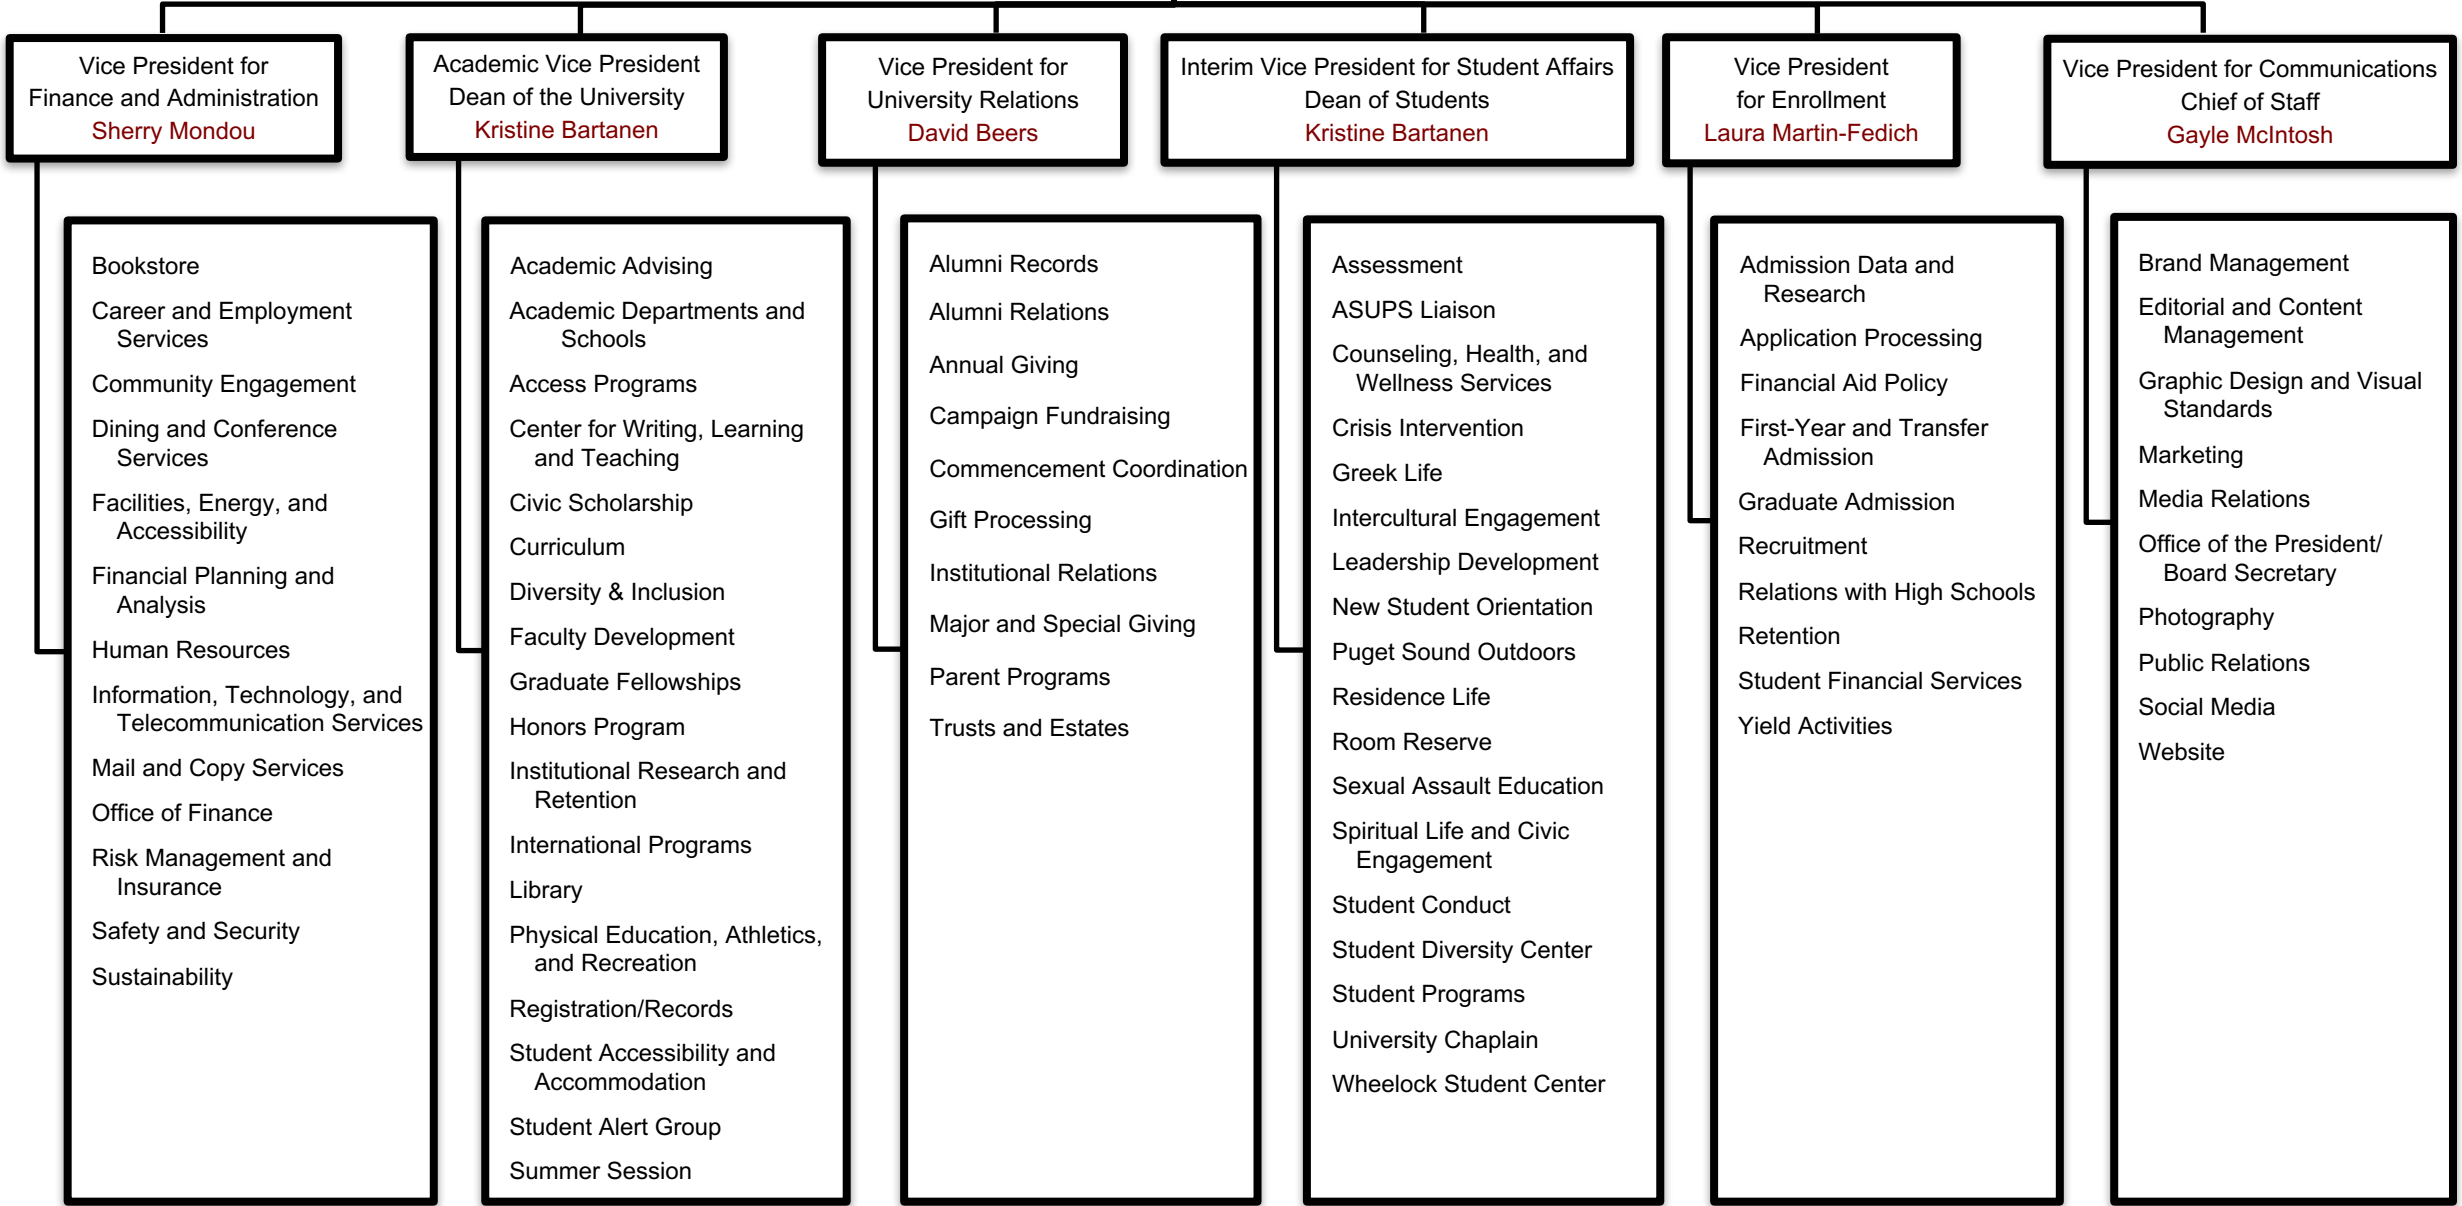 Vice President for
Finance and Administration
Sherry Mondou
Academic Vice President
Dean of the University
Kristine Bartanen
Vice President for
University Relations
David Beers
Interim Vice President for Student Affairs
Dean of Students
Kristine Bartanen
Vice President
for Enrollment
Laura Martin-Fedich
Vice President for Communications
Chief of Staff
Gayle McIntosh
Bookstore
Career and Employment
Services
Community Engagement
Dining and Conference
Services
Facilities, Energy, and
Accessibility
Financial Planning and
Analysis
Human Resources
Information, Technology, and
Telecommunication Services
Mail and Copy Services
Office of Finance
Risk Management and
Insurance
Safety and Security
Sustainability
Academic Advising
Academic Departments and
Schools
Access Programs
Center for Writing, Learning
and Teaching
Civic Scholarship
Curriculum
Diversity & Inclusion
Faculty Development
Graduate Fellowships
Honors Program
Institutional Research and
Retention
International Programs
Library
Physical Education, Athletics,
and Recreation
Registration/Records
Student Accessibility and
Accommodation
Student Alert Group
Summer Session
Alumni Records
Alumni Relations
Annual Giving
Campaign Fundraising
Commencement Coordination
Gift Processing
Institutional Relations
Major and Special Giving
Parent Programs
Trusts and Estates
Assessment
ASUPS Liaison
Counseling, Health, and
Wellness Services
Crisis Intervention
Greek Life
Intercultural Engagement
Leadership Development
New Student Orientation
Puget Sound Outdoors
Residence Life
Room Reserve
Sexual Assault Education
Spiritual Life and Civic
Engagement
Student Conduct
Student Diversity Center
Student Programs
University Chaplain
Wheelock Student Center
Admission Data and
Research
Application Processing
Financial Aid Policy
First-Year and Transfer
Admission
Graduate Admission
Recruitment
Relations with High Schools
Retention
Student Financial Services
Yield Activities
Brand Management
Editorial and Content
Management
Graphic Design and Visual
Standards
Marketing
Media Relations
Office of the President/
Board Secretary
Photography
Public Relations
Social Media
Website